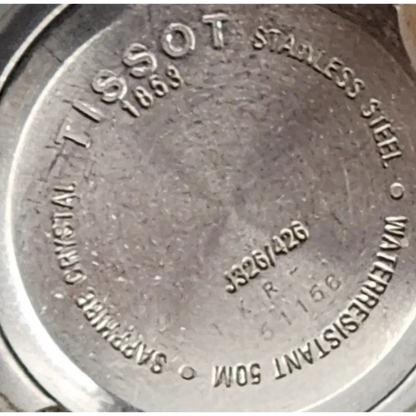 TISSOT
1853
STAINLESS STEEL
WATERRESISTANT 50M
SAPPHIRE CRYSTAL
J326/426